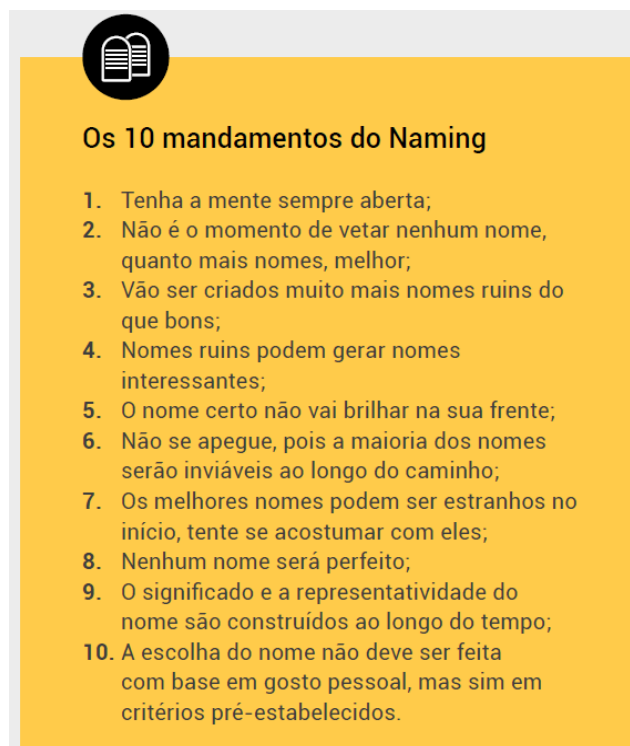 Os 10 mandamentos do Naming
1. Tenha a mente sempre aberta;
2. Não é o momento de vetar nenhum nome,
quanto mais nomes, melhor;
3. Vão ser criados muito mais nomes ruins do
que bons;
4. Nomes ruins podem gerar nomes
interessantes;
5. O nome certo não vai brilhar na sua frente;
6. Não se apegue, pois a maioria dos nomes
serão inviáveis ao longo do caminho;
7. Os melhores nomes podem ser estranhos no
início, tente se acostumar com eles;
8. Nenhum nome será perfeito;
9. O significado e a representatividade do
nome são construídos ao longo do tempo;
10. A escolha do nome não deve ser feita
com base em gosto pessoal, mas sim em
critérios pré-estabelecidos.